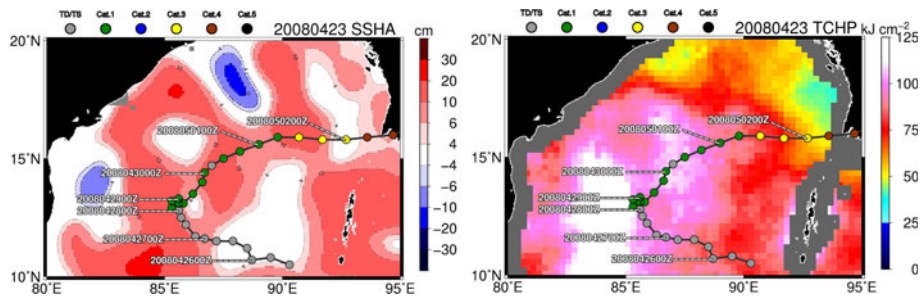 TD/TS Cat.1 Cat.2 Cat.3 Cat.4 Cat.5
20080423 SSHA cm
20°N
15°N
10°N
80°E 85°E 90°E 95°E
30
20
10
6
4
−4
−6
−10
−20
−30
2008050200Z
2008050100Z
2008043000Z
2008042900Z
2008042800Z
2008042700Z
2008042600Z
TD/TS Cat.1 Cat.2 Cat.3 Cat.4 Cat.5
20080423 TCHP kJ cm−2
20°N
15°N
10°N
80°E 85°E 90°E 95°E
125
100
75
50
25
0
2008050200Z
2008050100Z
2008043000Z
2008042900Z
2008042800Z
2008042700Z
2008042600Z